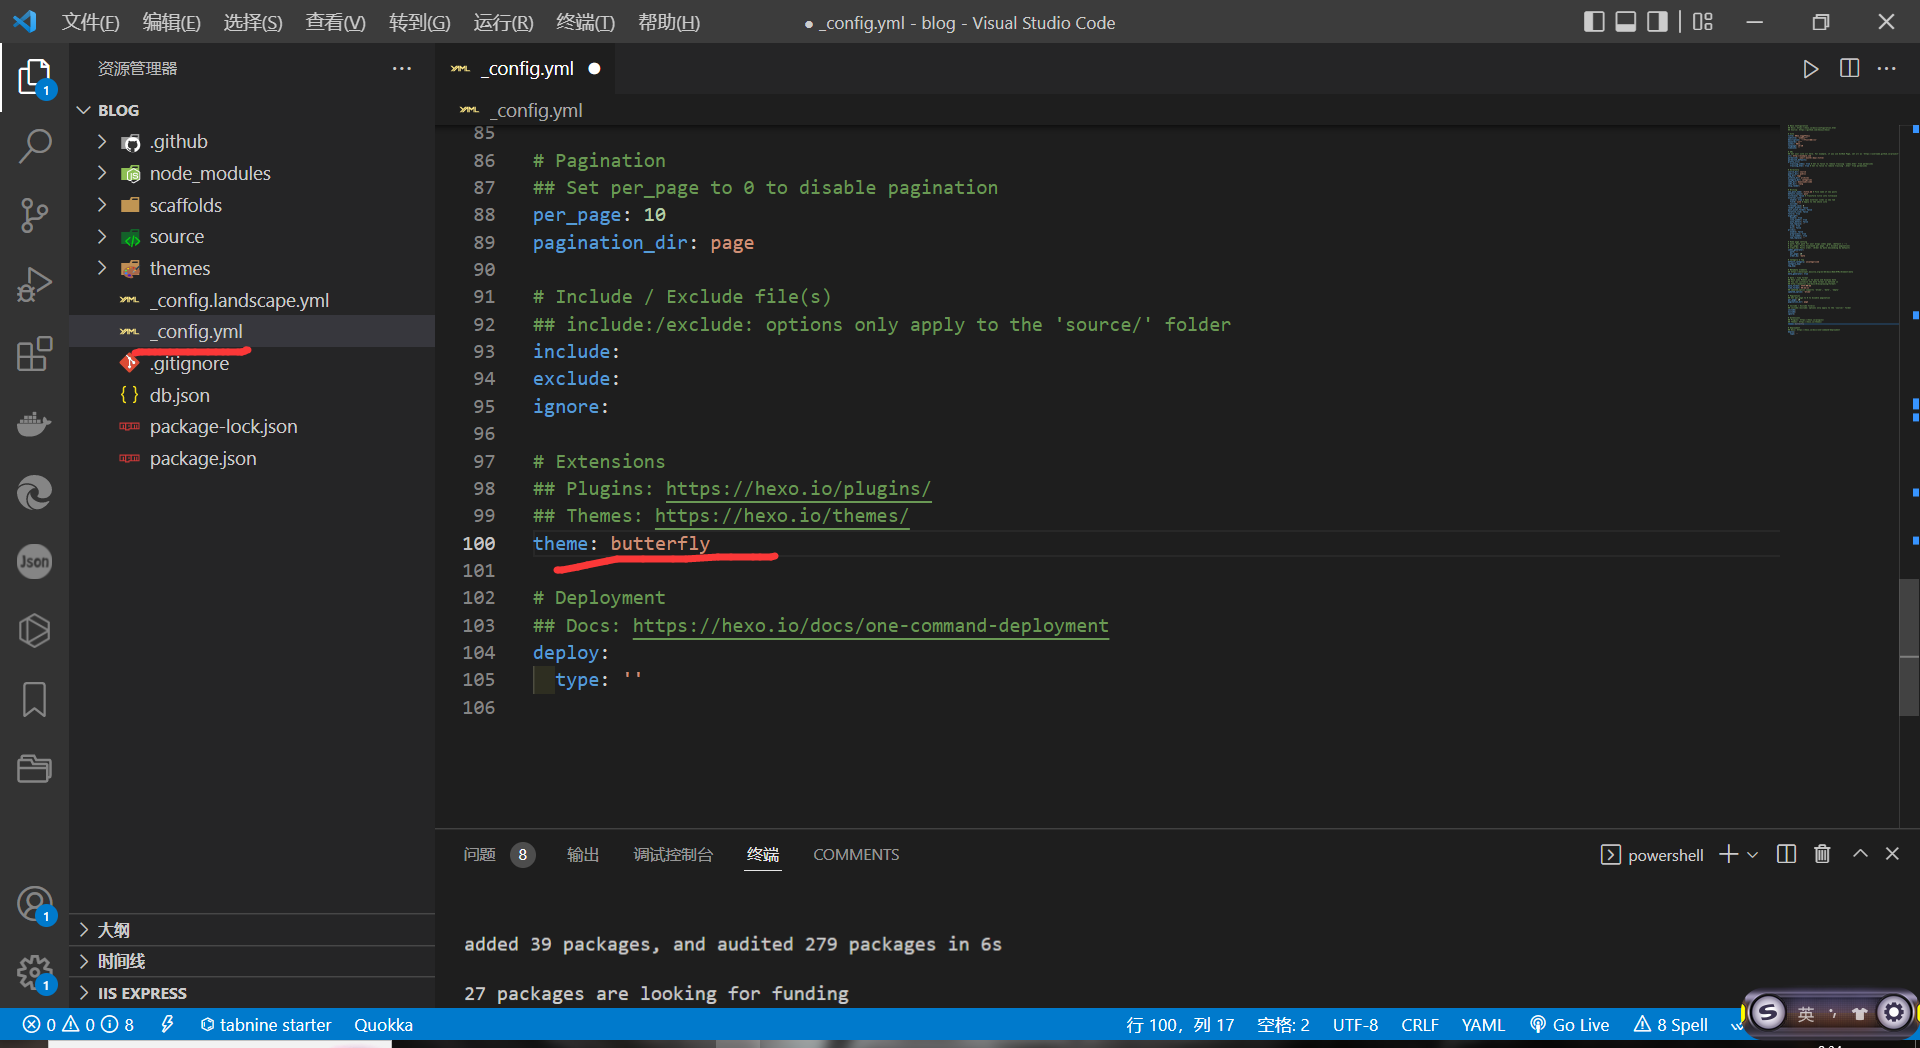 文件(F) 编辑(E) 选择(S) 查看(V) 转到(G) 运行(R) 终端(T) 帮助(H) ● _config.yml - blog - Visual Studio Code
资源管理器 ···
BLOG
.github
node_modules
scaffolds
source
themes
_config.landscape.yml
_config.yml
.gitignore
db.json
package-lock.json
package.json
大纲
时间线
IIS EXPRESS
1
Json
1
1
YAML _config.yml ●
YAML _config.yml
85
86 # Pagination
87 ## Set per_page to 0 to disable pagination
88 per_page: 10
89 pagination_dir: page
90
91 # Include / Exclude file(s)
92 ## include:/exclude: options only apply to the 'source/' folder
93 include:
94 exclude:
95 ignore:
96
97 # Extensions
98 ## Plugins: https://hexo.io/plugins/
99 ## Themes: https://hexo.io/themes/
100 theme: butterfly
101
102 # Deployment
103 ## Docs: https://hexo.io/docs/one-command-deployment
104 deploy:
105 type: ''
106
问题 8 输出 调试控制台 终端 COMMENTS powershell
added 39 packages, and audited 279 packages in 6s
27 packages are looking for funding
0 0 8 tabnine starter Quokka 行 100，列 17 空格: 2 UTF-8 CRLF YAML Go Live 8 Spell
英